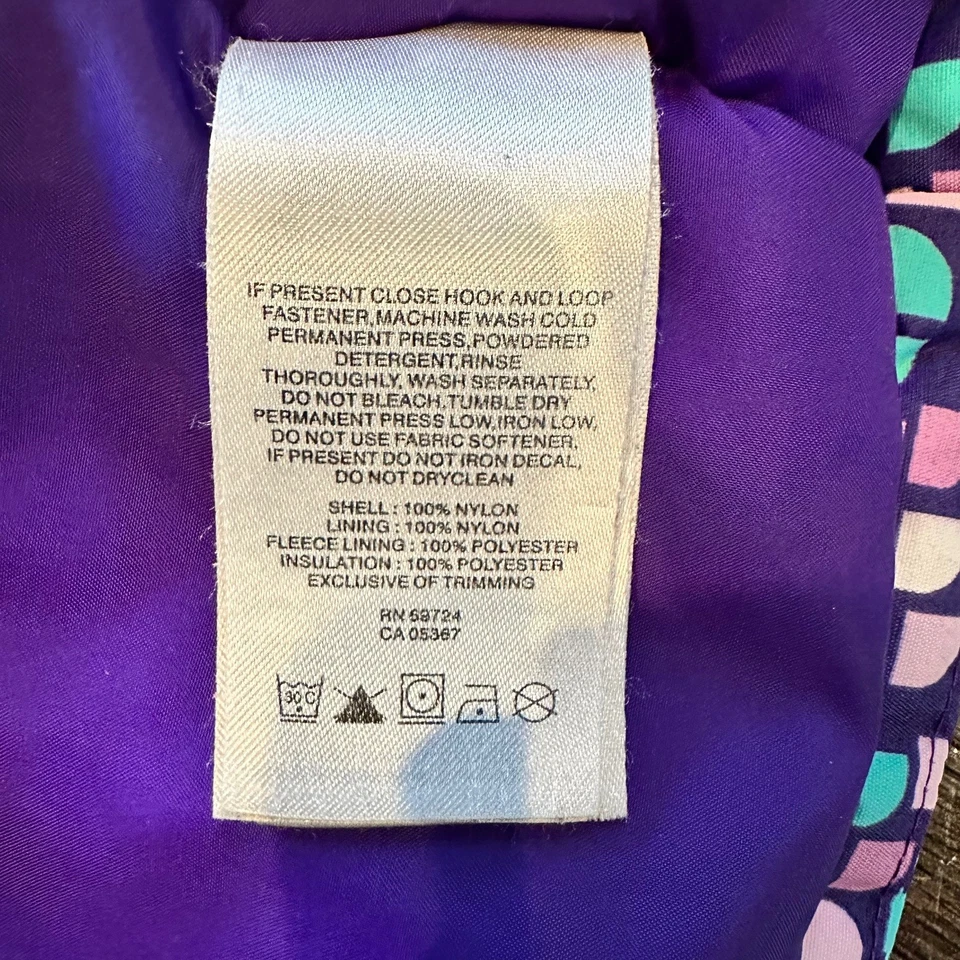 IF PRESENT CLOSE HOOK AND LOOP
FASTENER,MACHINE WASH COLD
PERMANENT PRESS,POWDERED
DETERGENT,RINSE
THOROUGHLY, WASH SEPARATELY,
DO NOT BLEACH,TUMBLE DRY
PERMANENT PRESS LOW,IRON LOW,
DO NOT USE FABRIC SOFTENER,
IF PRESENT DO NOT IRON DECAL,
DO NOT DRYCLEAN
SHELL : 100% NYLON
LINING : 100% NYLON
FLEECE LINING : 100% POLYESTER
INSULATION : 100% POLYESTER
EXCLUSIVE OF TRIMMING
RN 69724
CA 05367
30 C